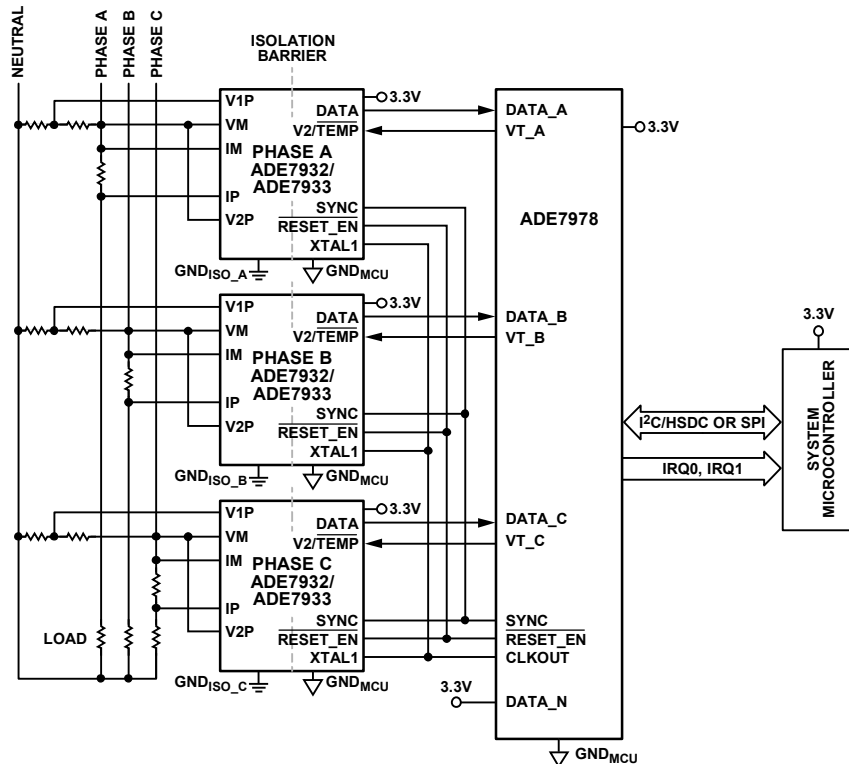 NEUTRAL
PHASE A
PHASE B
PHASE C
ISOLATION
BARRIER
V1P
VM
IM
IP
V2P
DATA
V2/TEMP
PHASE A
ADE7932/
ADE7933
SYNC
RESET_EN
XTAL1
3.3V
GNDISO_A
GNDMCU
V1P
VM
IM
IP
V2P
DATA
V2/TEMP
PHASE B
ADE7932/
ADE7933
SYNC
RESET_EN
XTAL1
3.3V
GNDISO_B
GNDMCU
V1P
VM
IM
IP
V2P
DATA
V2/TEMP
PHASE C
ADE7932/
ADE7933
SYNC
RESET_EN
XTAL1
3.3V
LOAD
GNDISO_C
GNDMCU
DATA_A
VT_A
3.3V
ADE7978
DATA_B
VT_B
DATA_C
VT_C
SYNC
RESET_EN
CLKOUT
3.3V
DATA_N
GNDMCU
I2C/HSDC OR SPI
IRQ0, IRQ1
3.3V
SYSTEM
MICROCONTROLLER